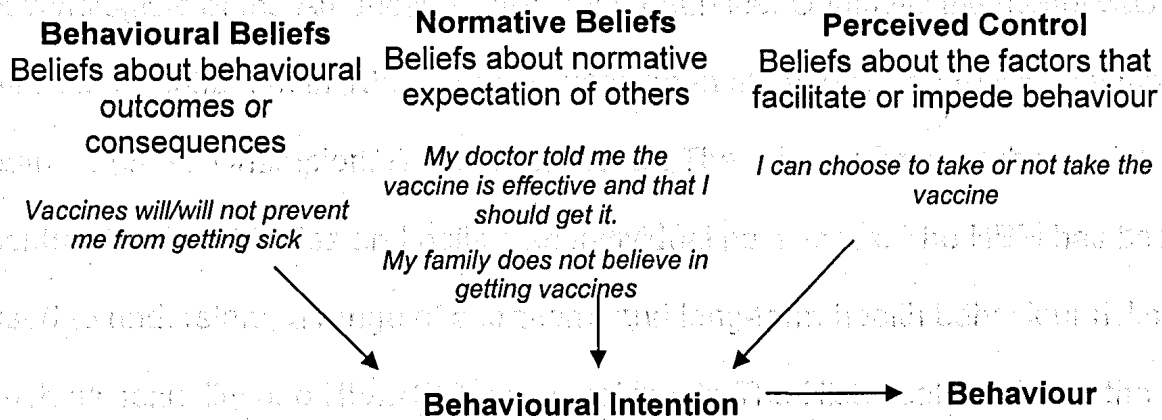 Behavioural Beliefs
Beliefs about behavioural
outcomes or
consequences
Vaccines will/will not prevent
me from getting sick
Normative Beliefs
Beliefs about normative
expectation of others
My doctor told me the
vaccine is effective and that I
should get it.
My family does not believe in
getting vaccines
Perceived Control
Beliefs about the factors that
facilitate or impede behaviour
I can choose to take or not take the
vaccine
Behavioural Intention
Behaviour